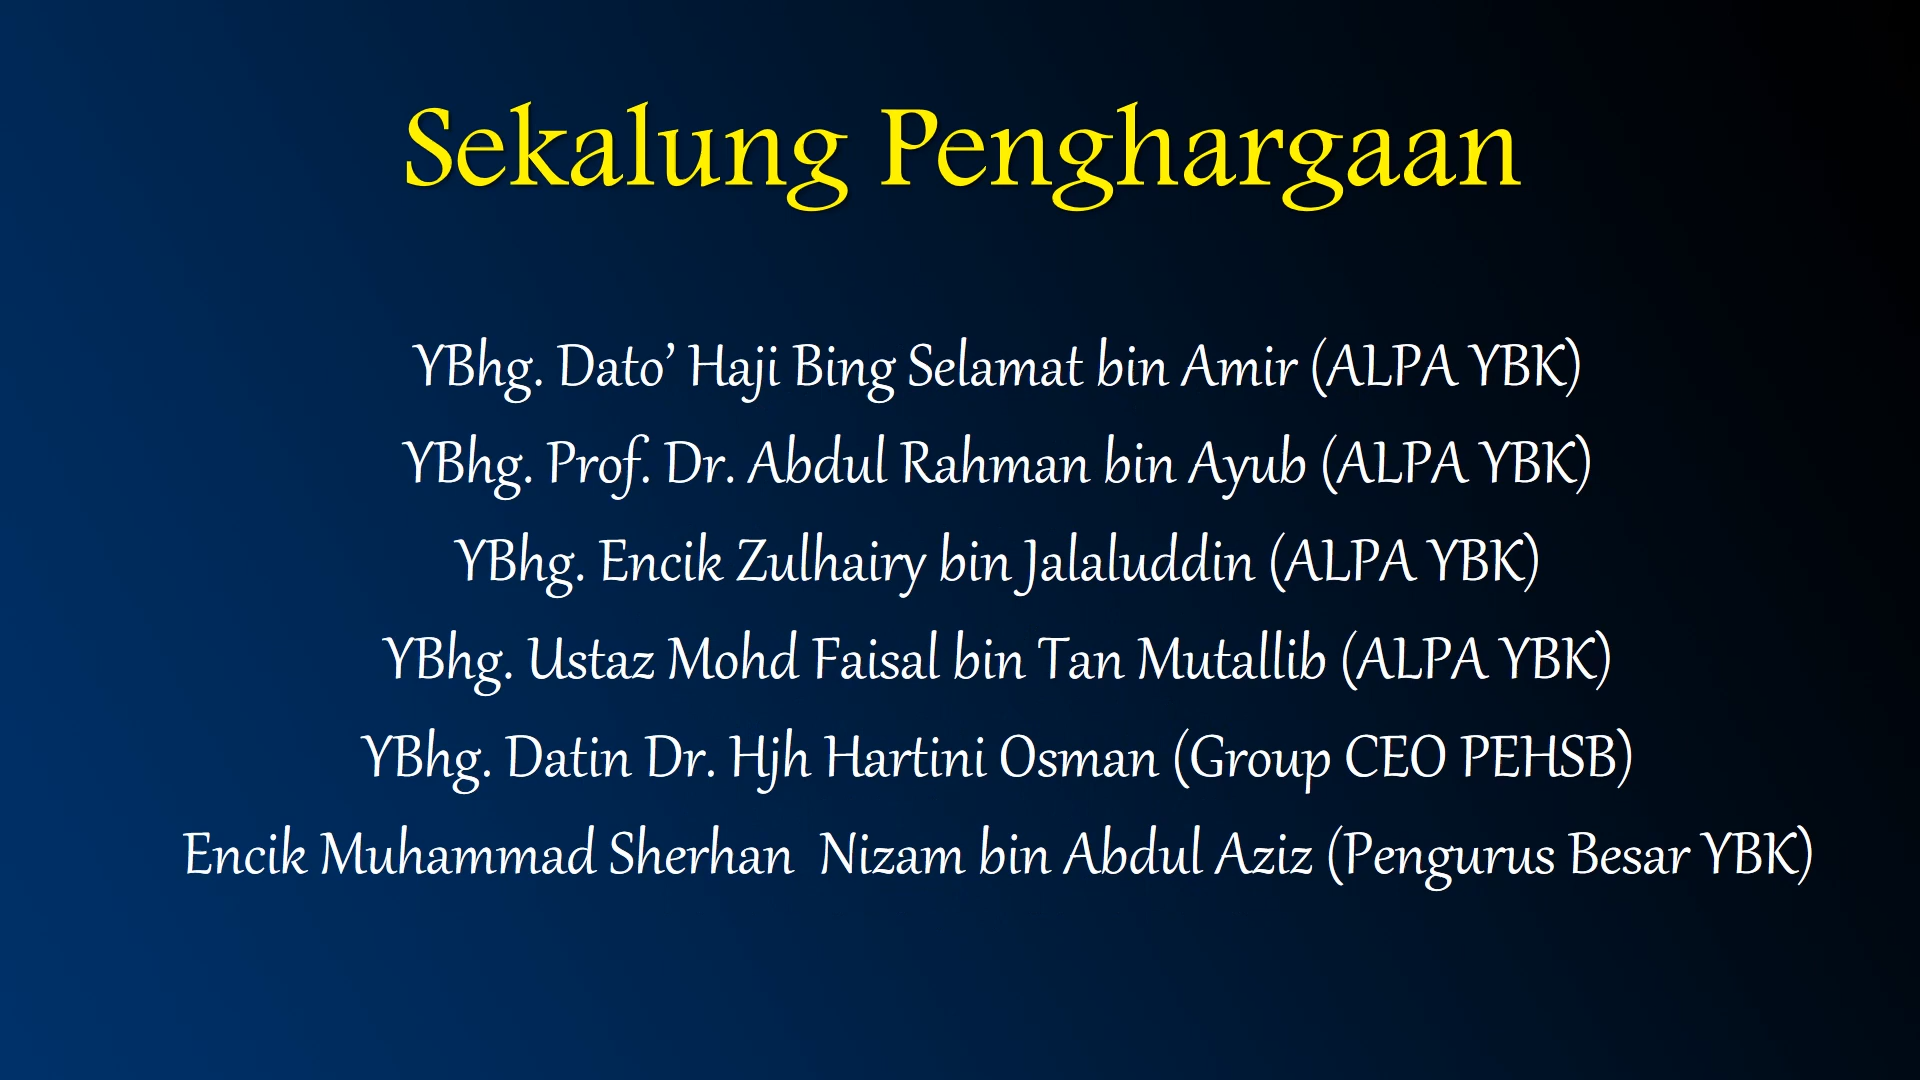 Sekalung Penghargaan
YBhg. Dato’ Haji Bing Selamat bin Amir (ALPA YBK)
YBhg. Prof. Dr. Abdul Rahman bin Ayub (ALPA YBK)
YBhg. Encik Zulhairy bin Jalaluddin (ALPA YBK)
YBhg. Ustaz Mohd Faisal bin Tan Mutallib (ALPA YBK)
YBhg. Datin Dr. Hjh Hartini Osman (Group CEO PEHSB)
Encik Muhammad Sherhan  Nizam bin Abdul Aziz (Pengurus Besar YBK)